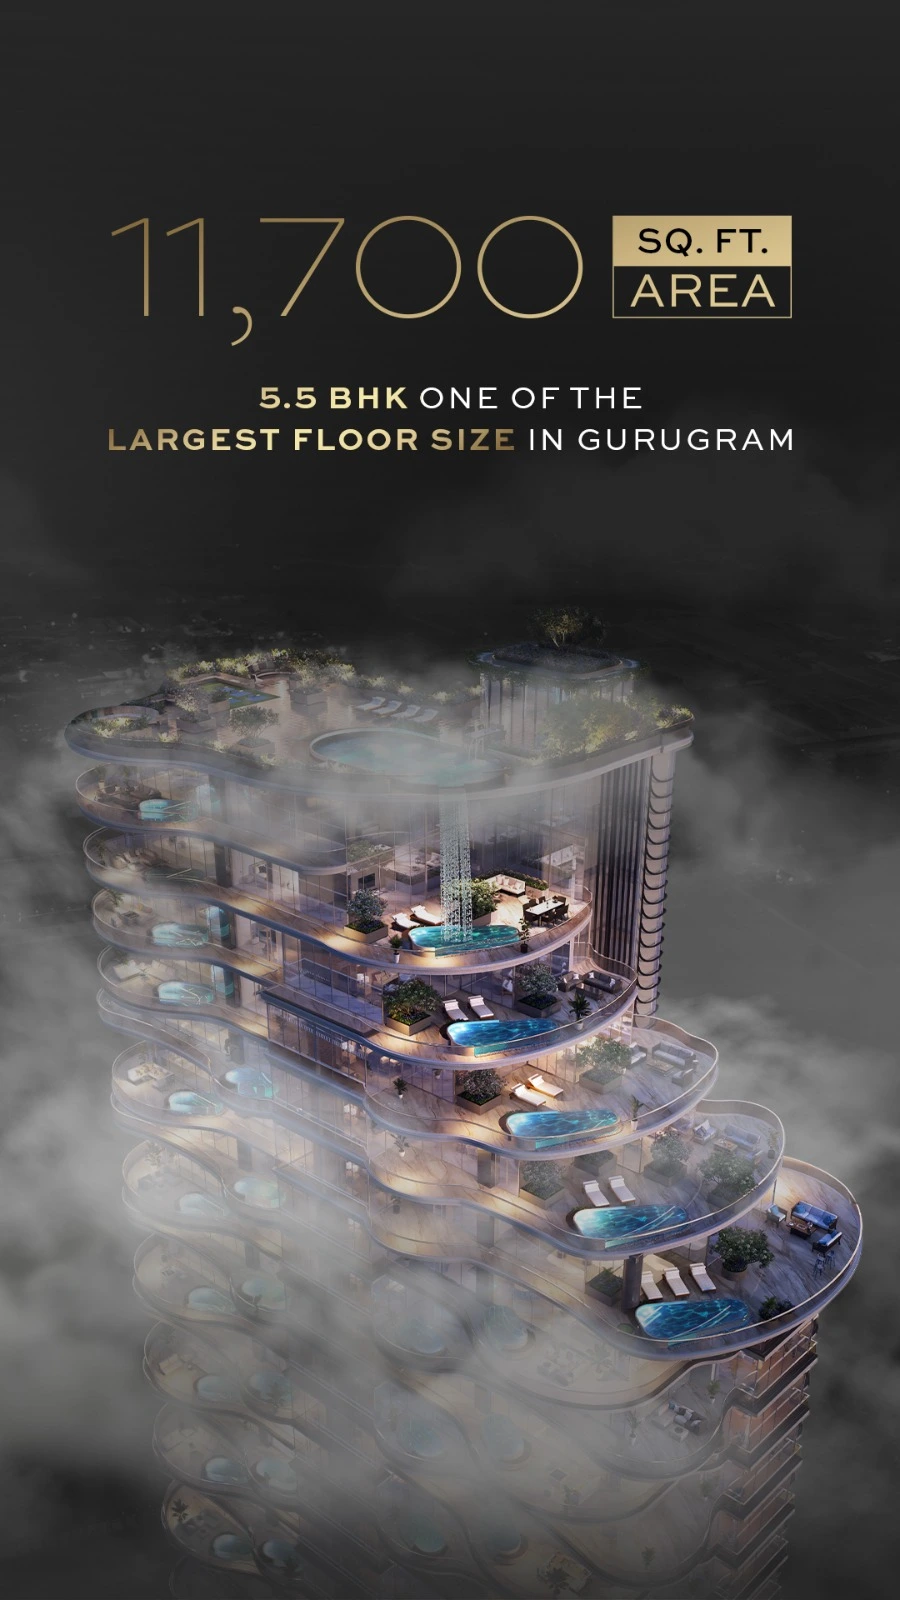 11,700
SQ. FT.
AREA
5.5 BHK ONE OF THE
LARGEST FLOOR SIZE IN GURUGRAM